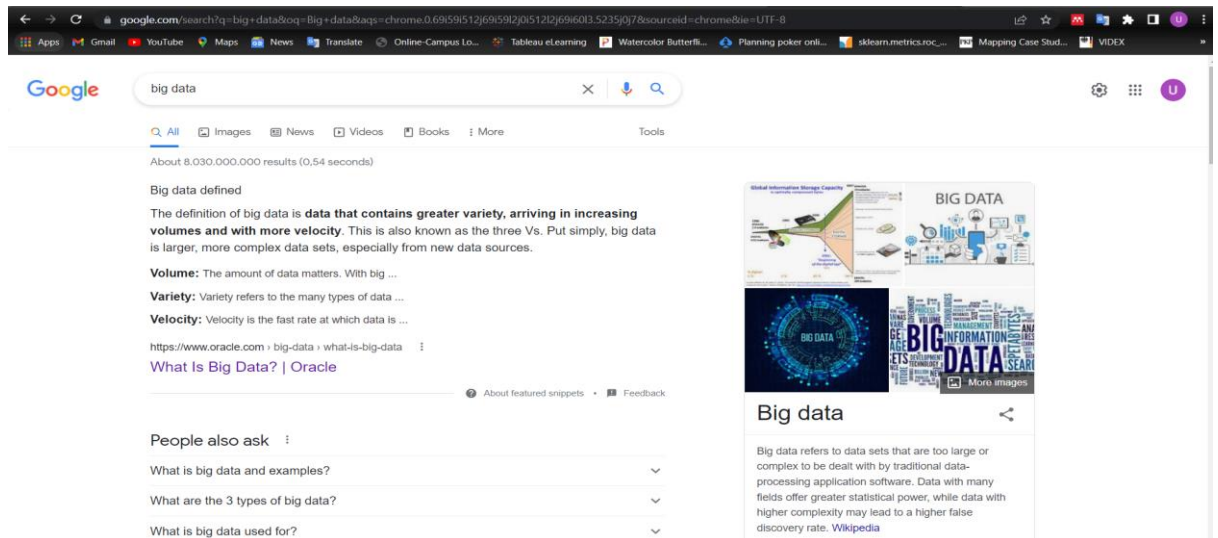 google.com/search?q=big+data&oq=Big+data&aqs=chrome.0.69i59i512j69i59l2j0i512l2j69i60l3.5235j0j7&sourceid=chrome&ie=UTF-8
Apps Gmail YouTube Maps News Translate Online-Campus Lo... Tableau eLearning Watercolor Butterfli... Planning poker onli... sklearn.metrics.roc_... Mapping Case Stud... VIDEX »
Google big data U
All Images News Videos Books More Tools
About 8.030.000.000 results (0,54 seconds)
Big data defined
The definition of big data is data that contains greater variety, arriving in increasing
volumes and with more velocity. This is also known as the three Vs. Put simply, big data
is larger, more complex data sets, especially from new data sources.
Volume: The amount of data matters. With big ...
Variety: Variety refers to the many types of data ...
Velocity: Velocity is the fast rate at which data is ...
https://www.oracle.com › big-data › what-is-big-data
What Is Big Data? | Oracle
About featured snippets • Feedback
People also ask
What is big data and examples?
What are the 3 types of big data?
What is big data used for?
Global Information Storage Capacity
BIG DATA
BIG DATA
BIG
INFORMATION
DATA
MANAGEMENT
VOLUME
PETABYTES
More images
Big data
Big data refers to data sets that are too large or
complex to be dealt with by traditional data-
processing application software. Data with many
fields offer greater statistical power, while data with
higher complexity may lead to a higher false
discovery rate. Wikipedia